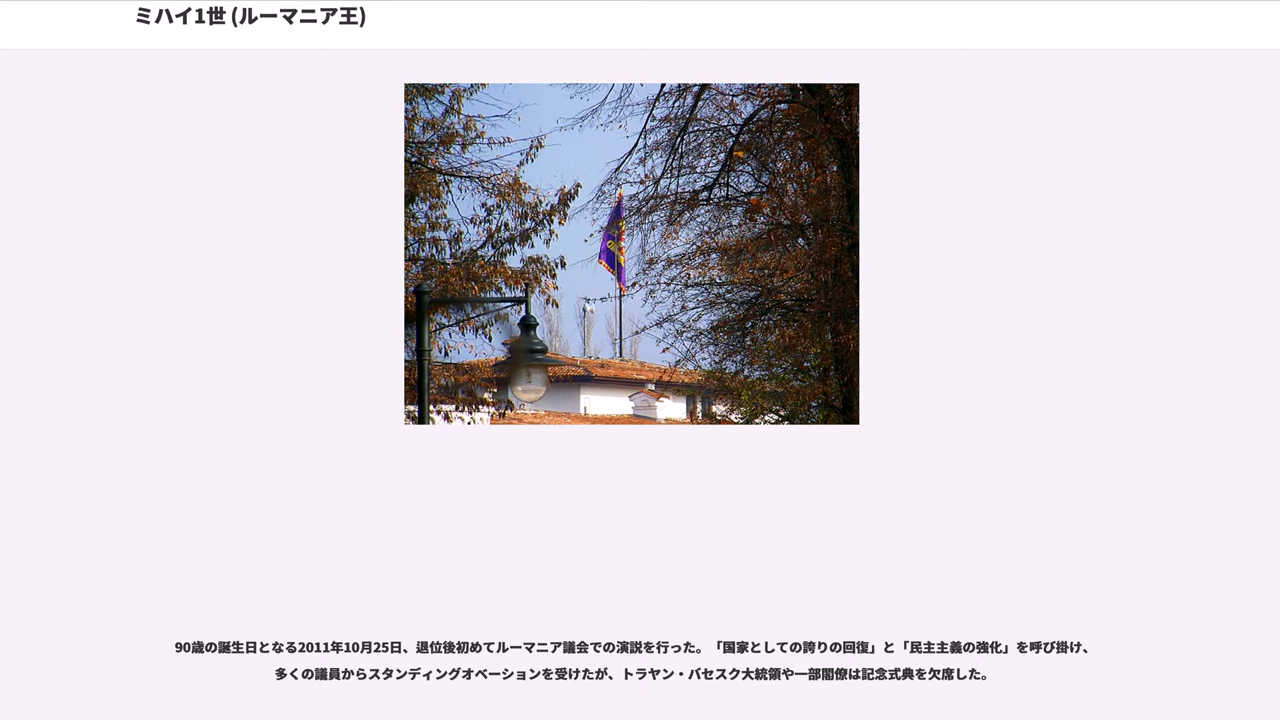 ミハイ1世 (ルーマニア王)
90歳の誕生日となる2011年10月25日、退位後初めてルーマニア議会での演説を行った。「国家としての誇りの回復」と「民主主義の強化」を呼び掛け、
多くの議員からスタンディングオベーションを受けたが、トラヤン・バセスク大統領や一部閣僚は記念式典を欠席した。